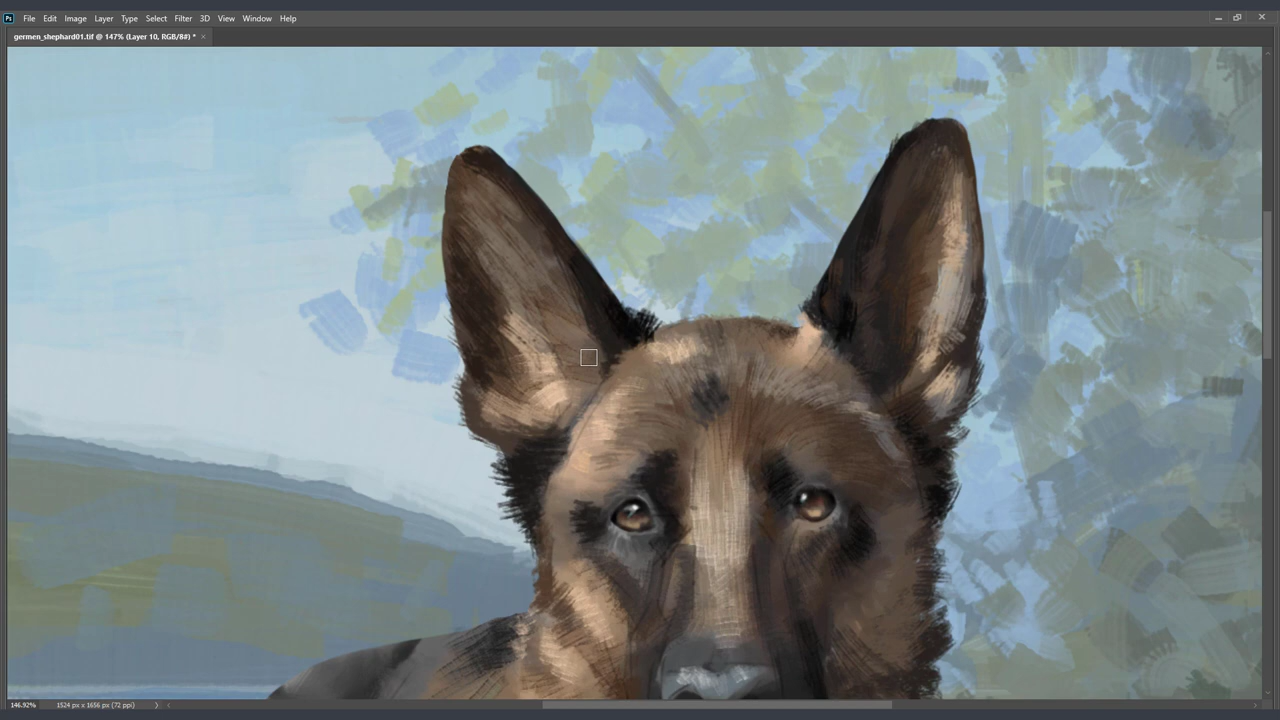 Ps File Edit Image Layer Type Select Filter 3D View Window Help
germen_shephard01.tif @ 147% (Layer 10, RGB/8#) * ×
146.92% 1524 px x 1656 px (72 ppi)